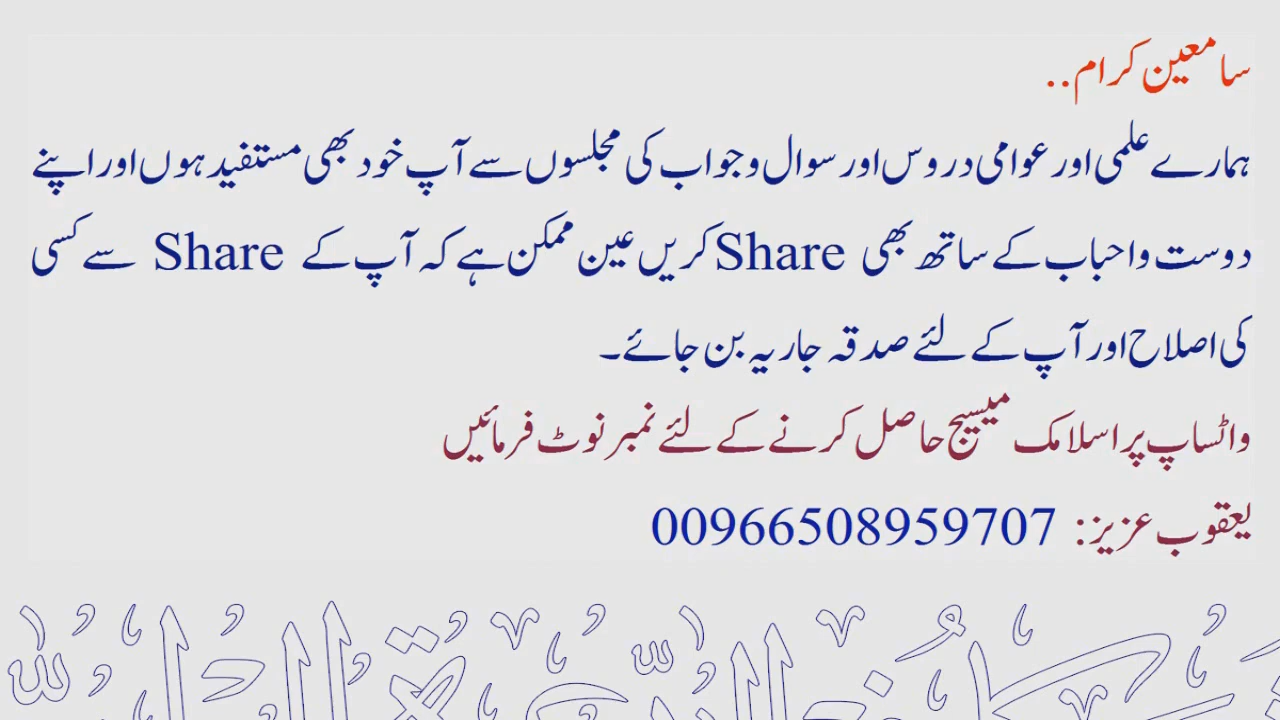 سامعین کرام..
ہمارے علمی اور عوامی دروس اور سوال و جواب کی مجلسوں سے آپ خود بھی مستفید ہوں اور اپنے
دوست و احباب کے ساتھ بھی Share کریں عین ممکن ہے کہ آپ کے Share سے کسی
کی اصلاح اور آپ کے لئے صدقہ جاریہ بن جائے۔
واٹساپ پر اسلامک میسیج حاصل کرنے کے لئے نمبر نوٹ فرمائیں
یعقوب عزیز: 00966508959707